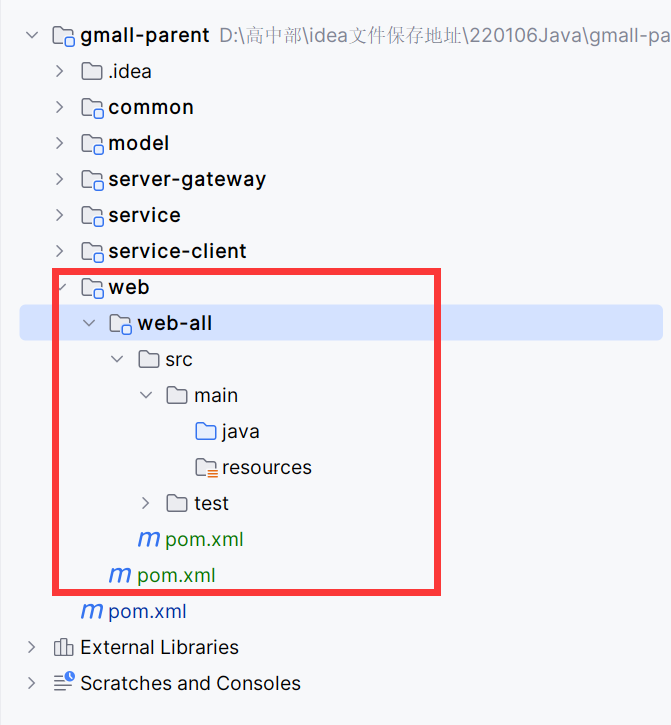 gmall-parent D:\高中部\idea文件保存地址\220106Java\gmall-pa
.idea
common
model
server-gateway
service
service-client
web
web-all
src
main
java
resources
test
m pom.xml
m pom.xml
m pom.xml
External Libraries
Scratches and Consoles